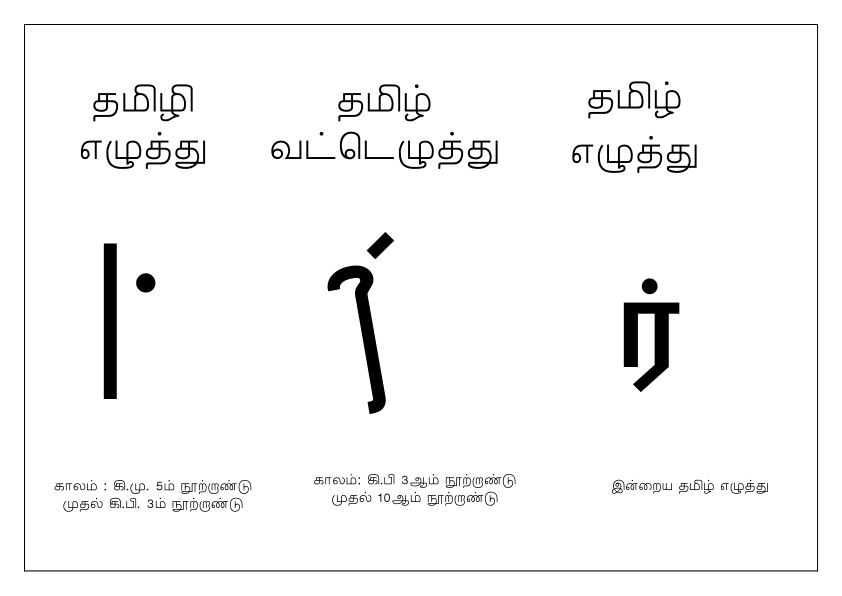 தமிழி
எழுத்து
தமிழ்
வட்டெழுத்து
தமிழ்
எழுத்து
ர்
காலம் : கி.மு. 5ம் நூற்றாண்டு
முதல் கி.பி. 3ம் நூற்றாண்டு
காலம்: கி.பி 3ஆம் நூற்றாண்டு
முதல் 10ஆம் நூற்றாண்டு
இன்றைய தமிழ் எழுத்து